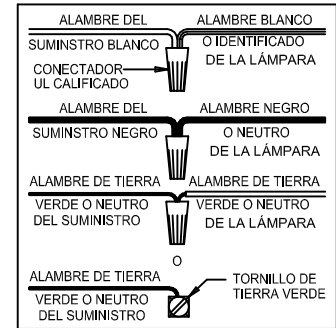 ALAMBRE DEL ALAMBRE BLANCO
SUMINSTRO BLANCO O IDENTIFICADO
CONECTADOR DE LA LÁMPARA
UL CALIFICADO
ALAMBRE DEL ALAMBRE NEGRO
SUMINSTRO NEGRO O NEUTRO
DE LA LÁMPARA
ALAMBRE DE TIERRA ALAMBRE DE TIERRA
VERDE O NEUTRO VERDE O NEUTRO
DEL SUMINISTRO DE LA LÁMPARA
O
ALAMBRE DE TIERRA TORNILLO DE
VERDE O NEUTRO TIERRA VERDE
DEL SUMINISTRO